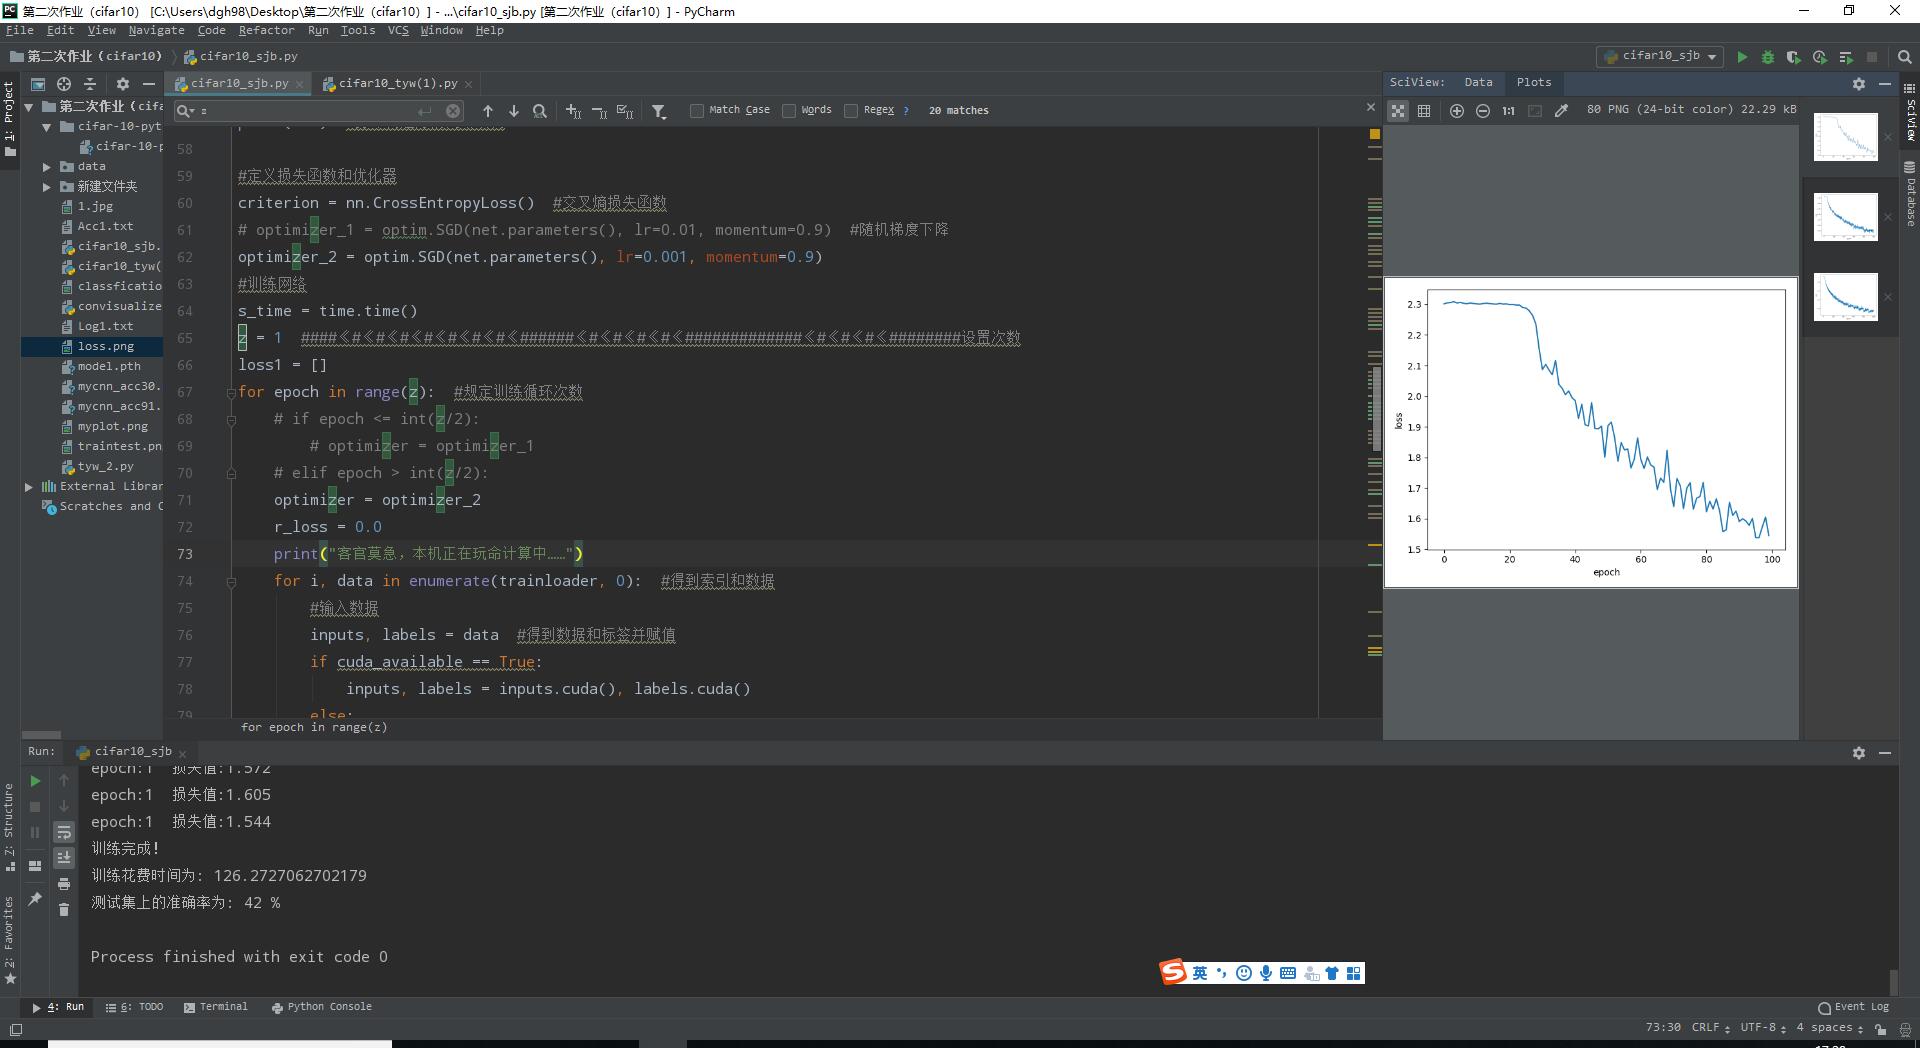 第二次作业（cifar10） [C:\Users\dgh98\Desktop\第二次作业（cifar10）] - ...\cifar10_sjb.py [第二次作业（cifar10）] - PyCharm
File Edit View Navigate Code Refactor Run Tools VCS Window Help
第二次作业（cifar10） cifar10_sjb.py
cifar10_sjb
cifar10_sjb.py cifar10_tyw(1).py
SciView: Data Plots
z
Match Case Words Regex ? 20 matches
1:1 80 PNG (24-bit color) 22.29 kB
1: Project
第二次作业（cifa
cifar-10-pyt
cifar-10-p
data
新建文件夹
1.jpg
Acc1.txt
cifar10_sjb.
cifar10_tyw(
classficatio
convisualize
Log1.txt
loss.png
model.pth
mycnn_acc30.
mycnn_acc91.
myplot.png
traintest.pn
tyw_2.py
External Librar
Scratches and C
58
59 #定义损失函数和优化器
60 criterion = nn.CrossEntropyLoss()  #交叉熵损失函数
61 # optimizer_1 = optim.SGD(net.parameters(), lr=0.01, momentum=0.9)  #随机梯度下降
62 optimizer_2 = optim.SGD(net.parameters(), lr=0.001, momentum=0.9)
63 #训练网络
64 s_time = time.time()
65 z = 1  ####《#《#《#《#《#《#《#《######《#《#《#《#《#############《#《#《#《########设置次数
66 loss1 = []
67 for epoch in range(z):  #规定训练循环次数
68 # if epoch <= int(z/2):
69 # optimizer = optimizer_1
70 # elif epoch > int(z/2):
71 optimizer = optimizer_2
72 r_loss = 0.0
73 print("客官莫急，本机正在玩命计算中……")
74 for i, data in enumerate(trainloader, 0):  #得到索引和数据
75 #输入数据
76 inputs, labels = data  #得到数据和标签并赋值
77 if cuda_available == True:
78 inputs, labels = inputs.cuda(), labels.cuda()
79 else:
for epoch in range(z)
2.3
2.2
2.1
2.0
1.9
1.8
1.7
1.6
1.5
loss
0 20 40 60 80 100
epoch
SciView
Database
Run: cifar10_sjb
epoch:1  损失值:1.572
epoch:1  损失值:1.605
epoch:1  损失值:1.544
训练完成！
训练花费时间为: 126.2727062702179
测试集上的准确率为: 42 %
Process finished with exit code 0
Z: Structure
2: Favorites
英
4: Run 6: TODO Terminal Python Console Event Log
73:30 CRLF UTF-8 4 spaces